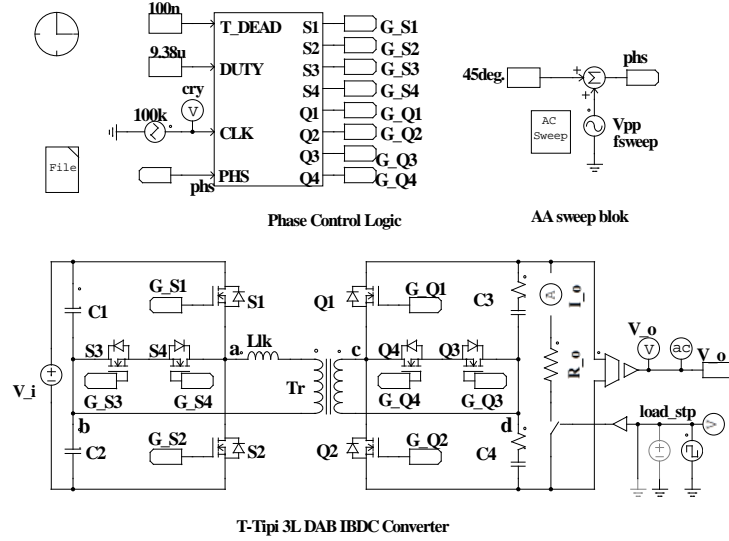 100n
T_DEAD
S1
G_S1
S2
G_S2
9.38u
DUTY
S3
G_S3
S4
G_S4
cry
V
Q1
G_Q1
100k
CLK
Q2
G_Q2
Q3
G_Q3
File
phs
PHS
Q4
G_Q4
Phase Control Logic
45deg.
Σ
phs
AC
Sweep
Vpp
fsweep
AA sweep blok
G_S1
S1
Q1
G_Q1
C1
C3
A
I_o
S3
S4
a
Llk
c
Q4
Q3
V_o
V
ac
V_o
V_i
G_S3
G_S4
Tr
G_Q4
G_Q3
R_o
b
d
load_stp
V
C2
G_S2
S2
Q2
G_Q2
C4
T-Tipi 3L DAB IBDC Converter